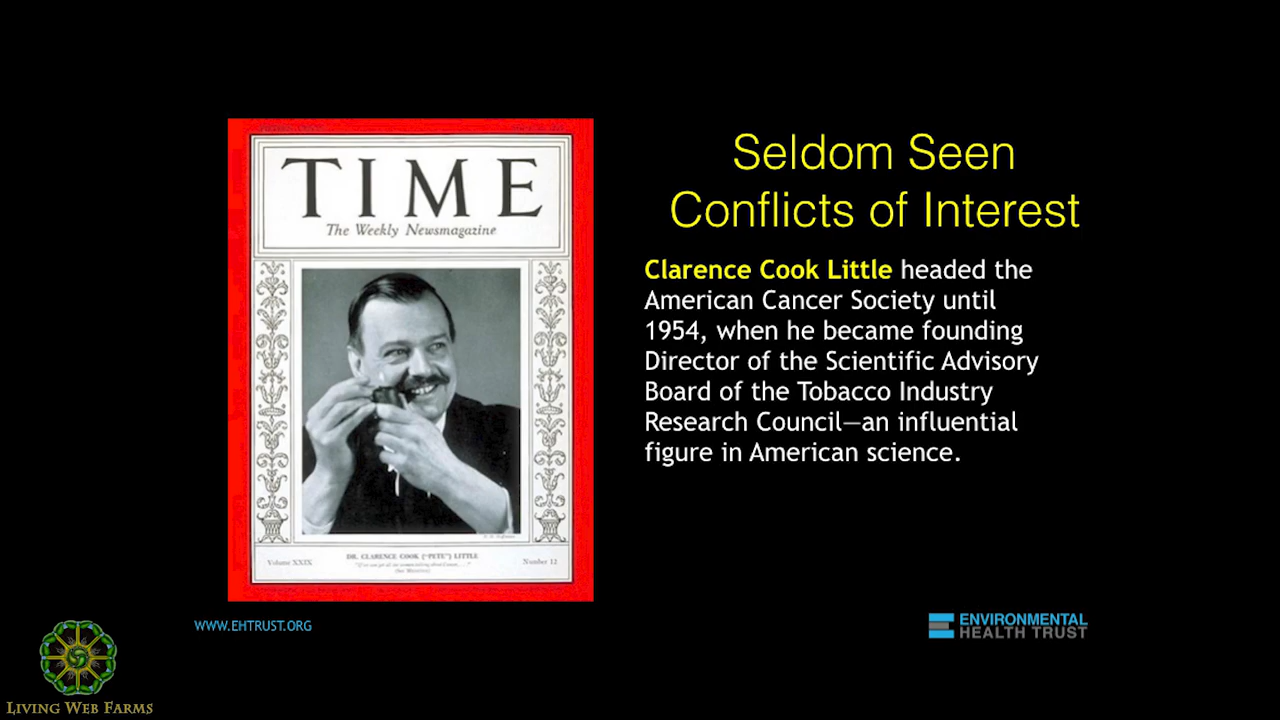 TIME
The Weekly Newsmagazine
Volume XXIX
DR. CLARENCE COOK ("PETE") LITTLE
Number 12
Seldom Seen
Conflicts of Interest
Clarence Cook Little headed the
American Cancer Society until
1954, when he became founding
Director of the Scientific Advisory
Board of the Tobacco Industry
Research Council—an influential
figure in American science.
WWW.EHTRUST.ORG
ENVIRONMENTAL
HEALTH TRUST
LIVING WEB FARMS